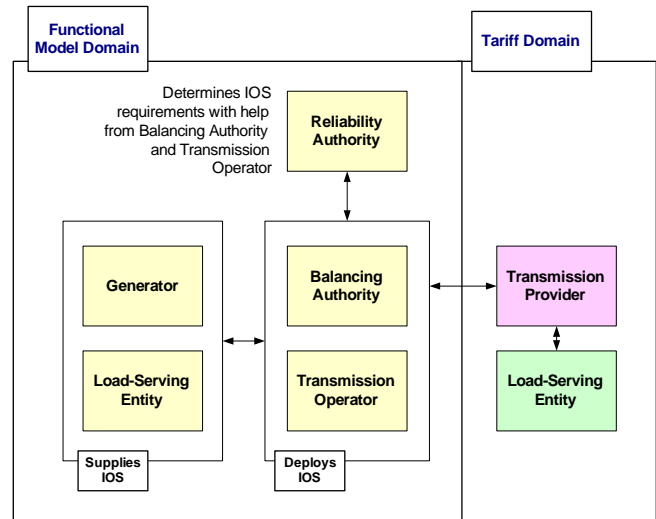 Functional
Model Domain
Tariff Domain
Determines IOS
requirements with help
from Balancing Authority
and Transmission
Operator
Reliability
Authority
Generator
Balancing
Authority
Transmission
Provider
Load-Serving
Entity
Transmission
Operator
Load-Serving
Entity
Supplies
IOS
Deploys
IOS